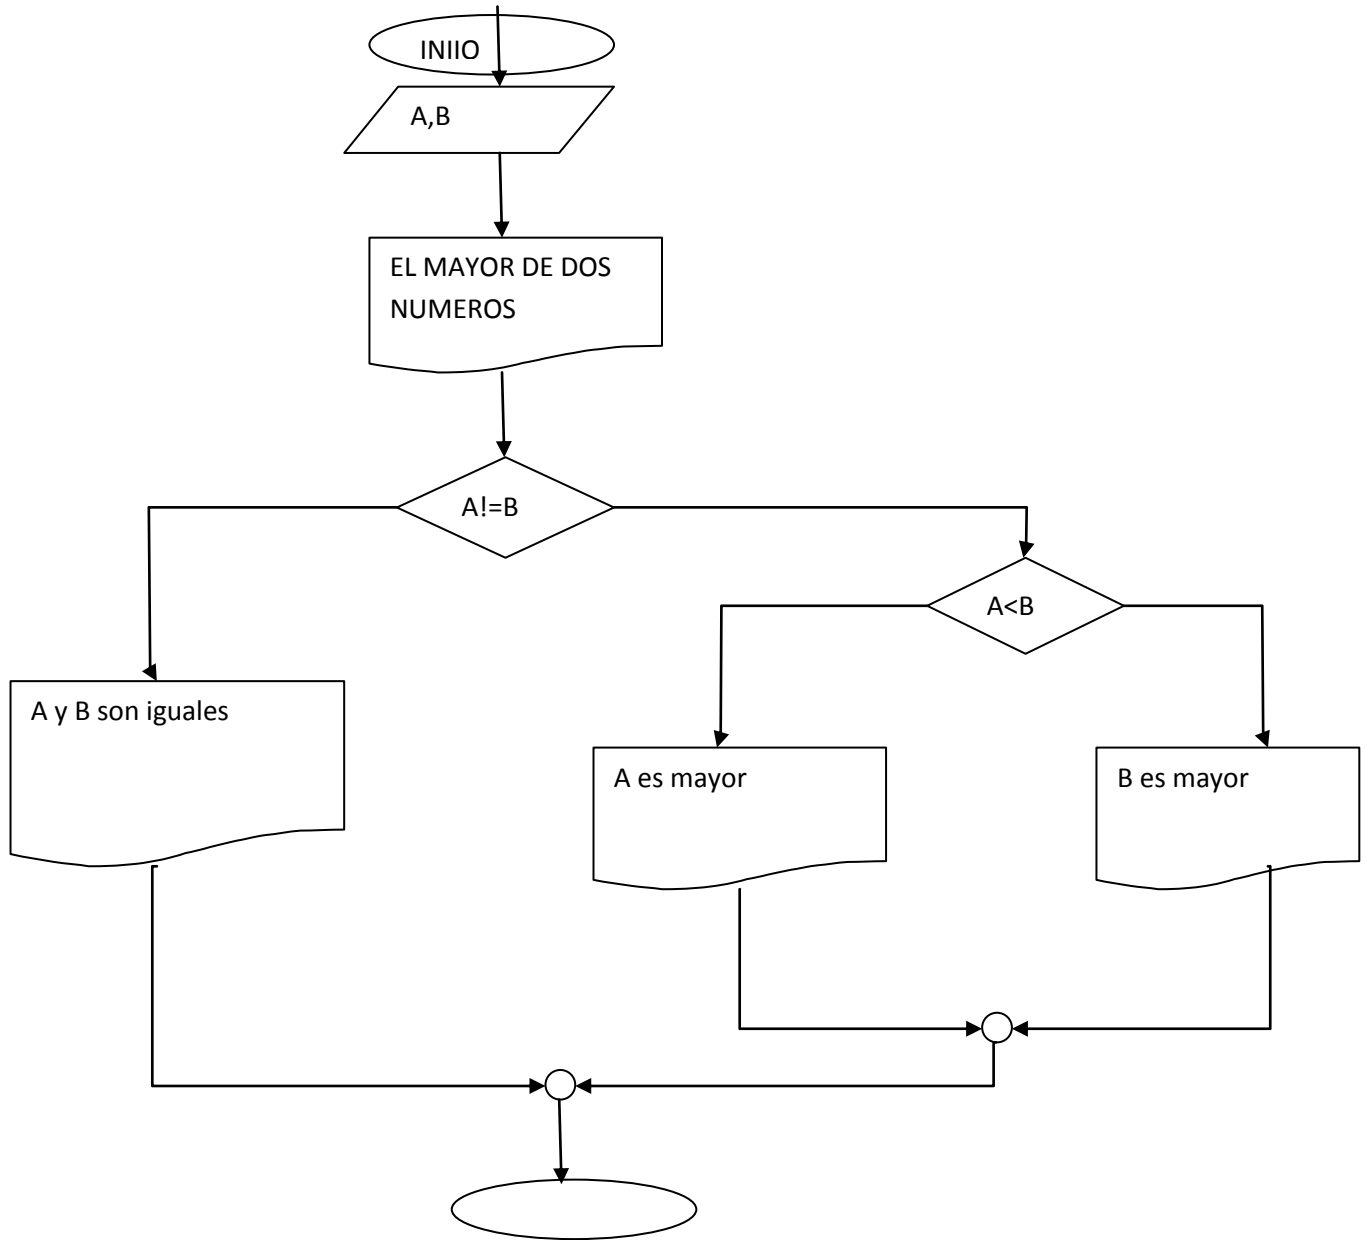 INIIO
A,B
EL MAYOR DE DOS
NUMEROS
A!=B
A<B
A y B son iguales
A es mayor
B es mayor